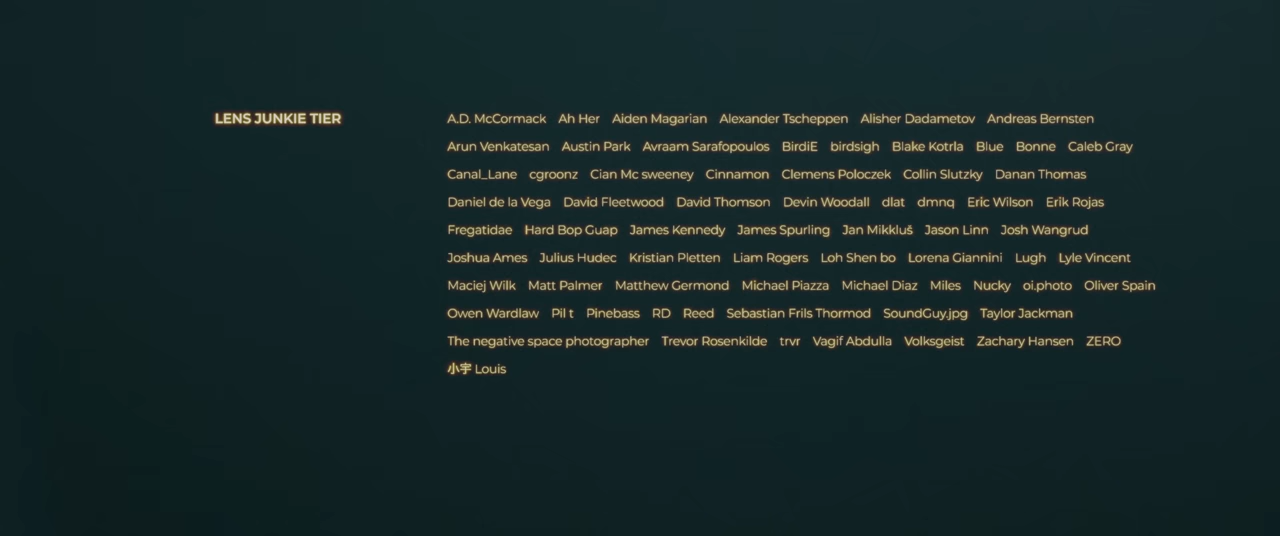 LENS JUNKIE TIER
A.D. McCormack Ah Her Aiden Magarian Alexander Tscheppen Alisher Dadametov Andreas Bernsten
Arun Venkatesan Austin Park Avraam Sarafopoulos BirdiE birdsigh Blake Kotrla Blue Bonne Caleb Gray
Canal_Lane cgroonz Cian Mc sweeney Cinnamon Clemens Poloczek Collin Slutzky Danan Thomas
Daniel de la Vega David Fleetwood David Thomson Devin Woodall dlat dmnq Eric Wilson Erik Rojas
Fregatidae Hard Bop Guap James Kennedy James Spurling Jan Mikkluš Jason Linn Josh Wangrud
Joshua Ames Julius Hudec Kristian Pletten Liam Rogers Loh Shen bo Lorena Giannini Lugh Lyle Vincent
Maciej Wilk Matt Palmer Matthew Germond Michael Piazza Michael Diaz Miles Nucky oi.photo Oliver Spain
Owen Wardlaw Pil t Pinebass RD Reed Sebastian Frils Thormod SoundGuy.jpg Taylor Jackman
The negative space photographer Trevor Rosenkilde trvr Vagif Abdulla Volksgeist Zachary Hansen ZERO
小宇 Louis